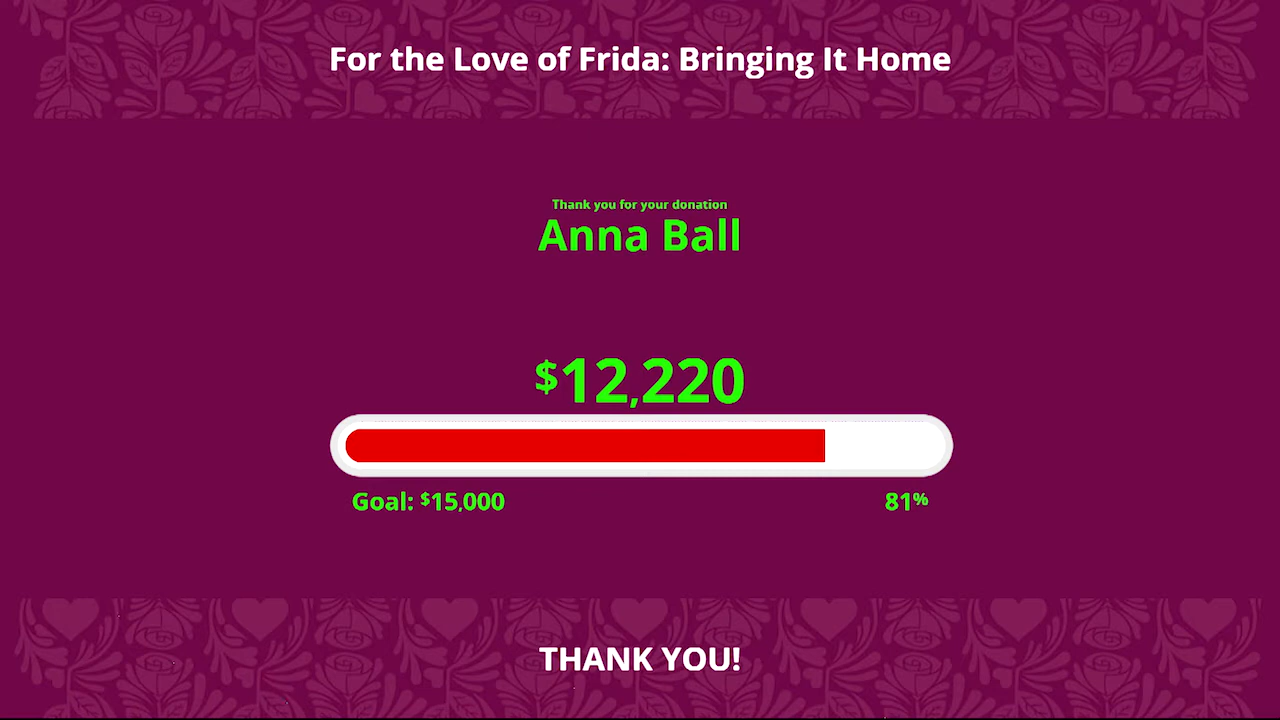 For the Love of Frida: Bringing It Home
Thank you for your donation
Anna Ball
$12,220
Goal: $15,000
81%
THANK YOU!